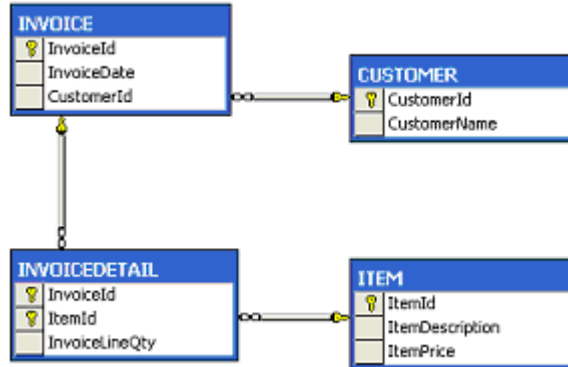 INVOICE
InvoiceId
InvoiceDate
CustomerId
CUSTOMER
CustomerId
CustomerName
INVOICEDETAIL
InvoiceId
ItemId
InvoiceLineQty
ITEM
ItemId
ItemDescription
ItemPrice